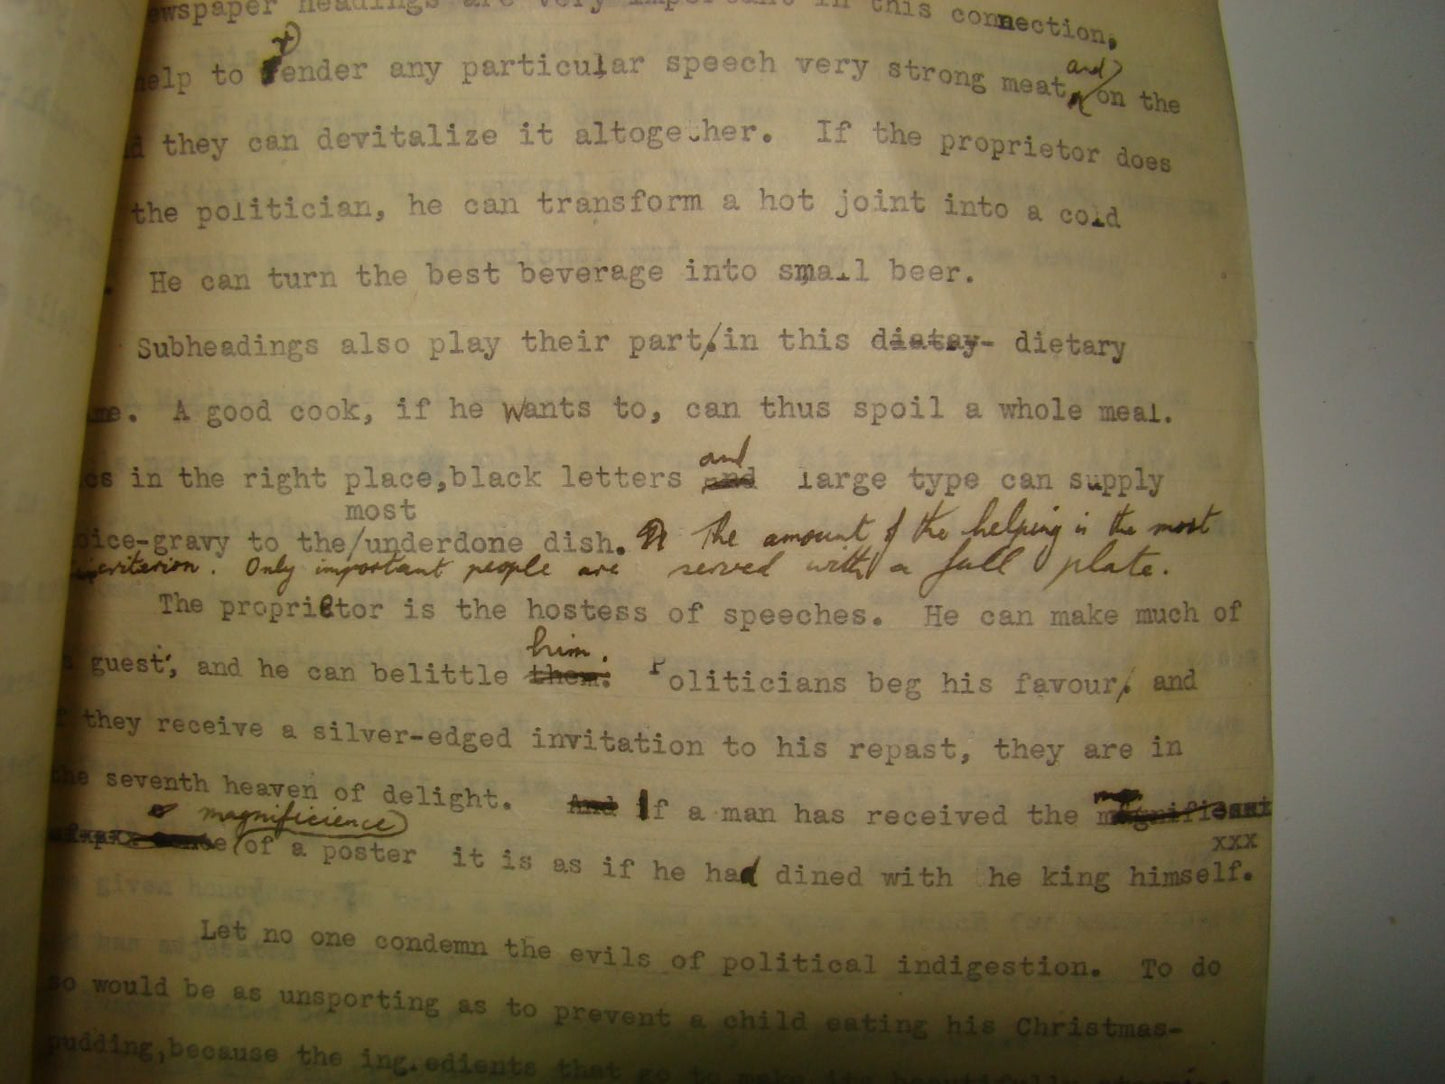 newspaper headings are very important in this connection,
help to render any particular speech very strong meat, and on the
they can devitalize it altogether. If the proprietor does
the politician, he can transform a hot joint into a cold
He can turn the best beverage into small beer.
Subheadings also play their part, in this dietary
A good cook, if he wants to, can thus spoil a whole meal.
in the right place, black letters and large type can supply
most
-gravy to the/underdone dish. The amount of the helping is the most
criterion. Only important people are served with a full plate.
The proprietor is the hostess of speeches. He can make much of
guest, and he can belittle him. Politicians beg his favour, and
they receive a silver-edged invitation to his repast, they are in
the seventh heaven of delight. And If a man has received the
magnificience
of a poster it is as if he had dined with he king himself.
xxx
Let no one condemn the evils of political indigestion. To do
so would be as unsporting as to prevent a child eating his Christmas-
pudding, because the ingredients that go to make its beautifully